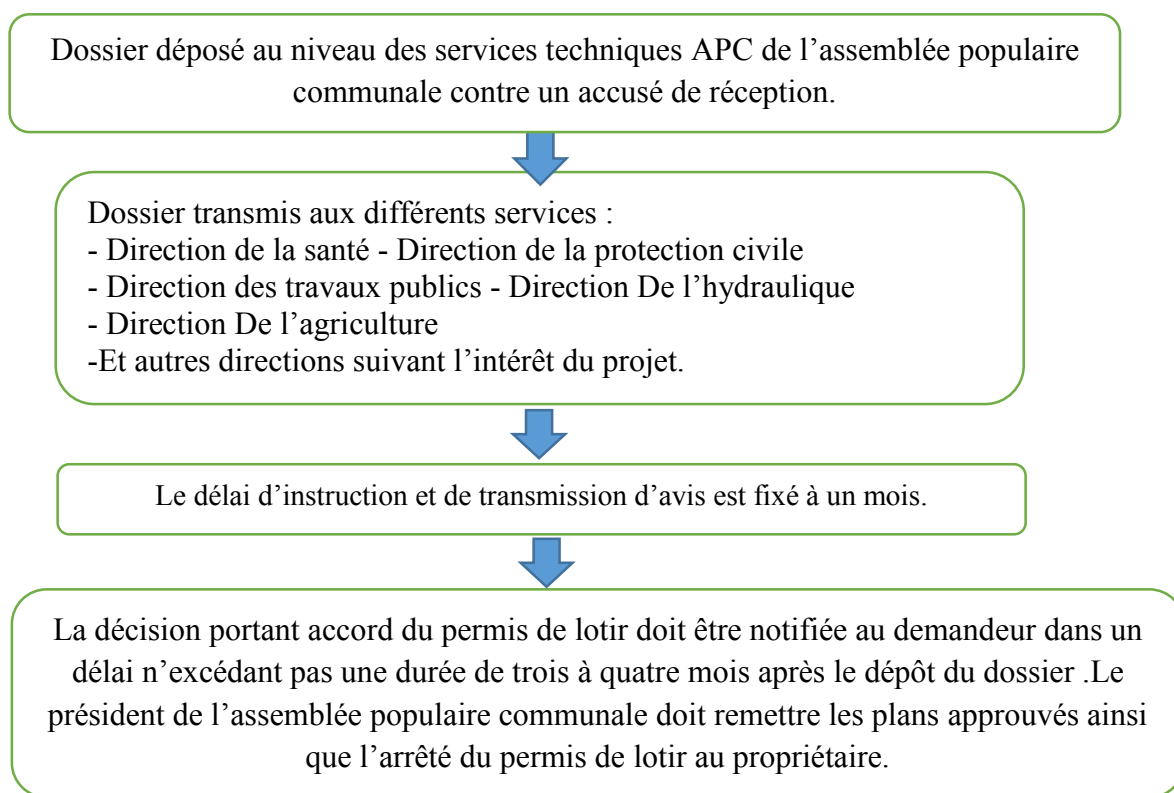 Dossier déposé au niveau des services techniques APC de l’assemblée populaire
communale contre un accusé de réception.
Dossier transmis aux différents services :
- Direction de la santé - Direction de la protection civile
- Direction des travaux publics - Direction De l’hydraulique
- Direction De l’agriculture
-Et autres directions suivant l’intérêt du projet.
Le délai d’instruction et de transmission d’avis est fixé à un mois.
La décision portant accord du permis de lotir doit être notifiée au demandeur dans un
délai n’excédant pas une durée de trois à quatre mois après le dépôt du dossier .Le
président de l’assemblée populaire communale doit remettre les plans approuvés ainsi
que l’arrêté du permis de lotir au propriétaire.